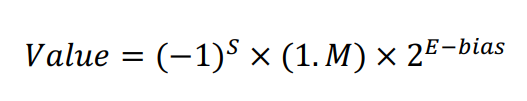 Value = (−1)^S × (1. M) × 2^{E−bias}